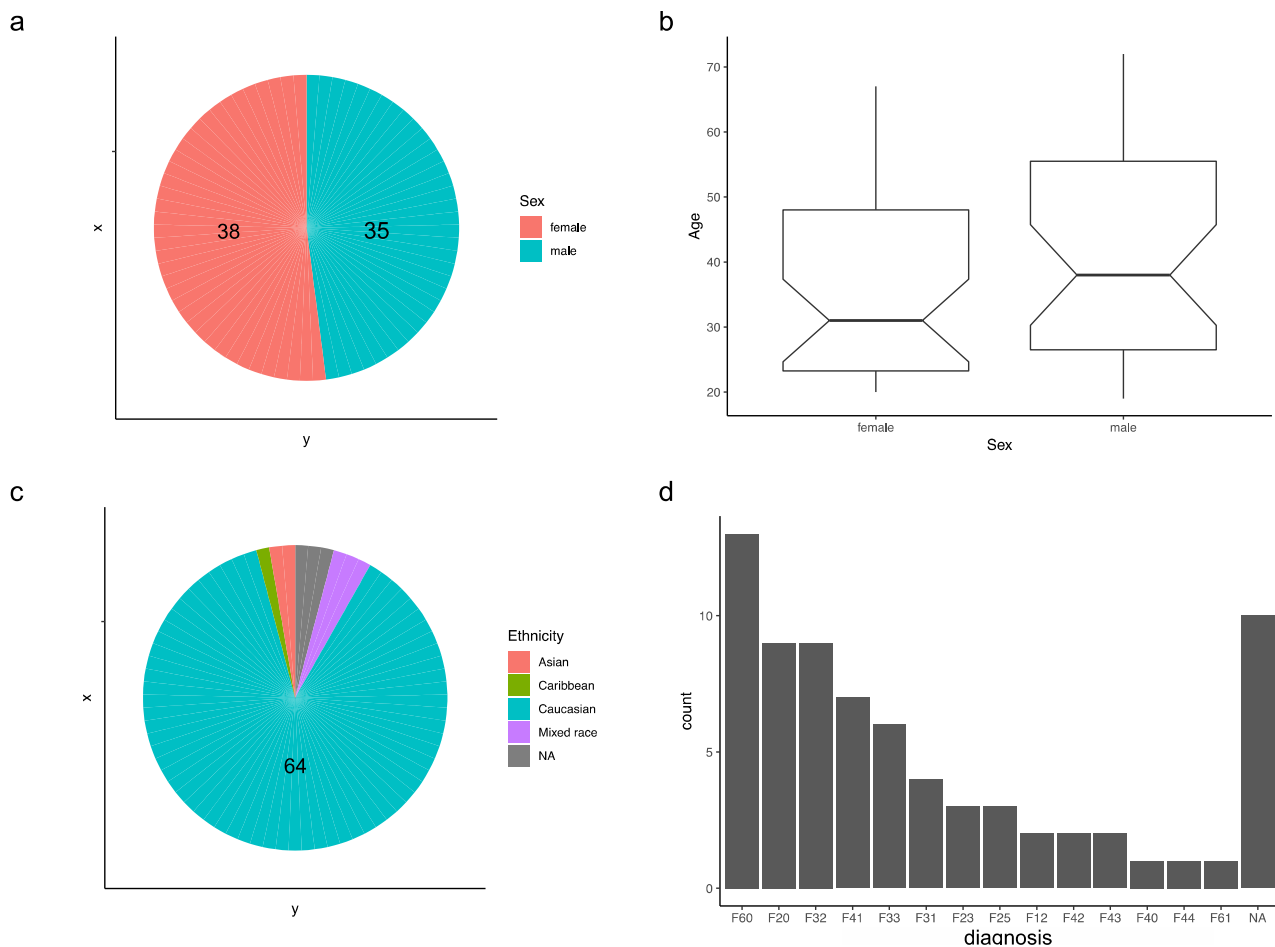 a
x
38
35
y
Sex
female
male
b
Age
70
60
50
40
30
20
female
male
Sex
c
x
64
y
Ethnicity
Asian
Caribbean
Caucasian
Mixed race
NA
d
count
10
5
0
F60 F20 F32 F41 F33 F31 F23 F25 F12 F42 F43 F40 F44 F61 NA
diagnosis